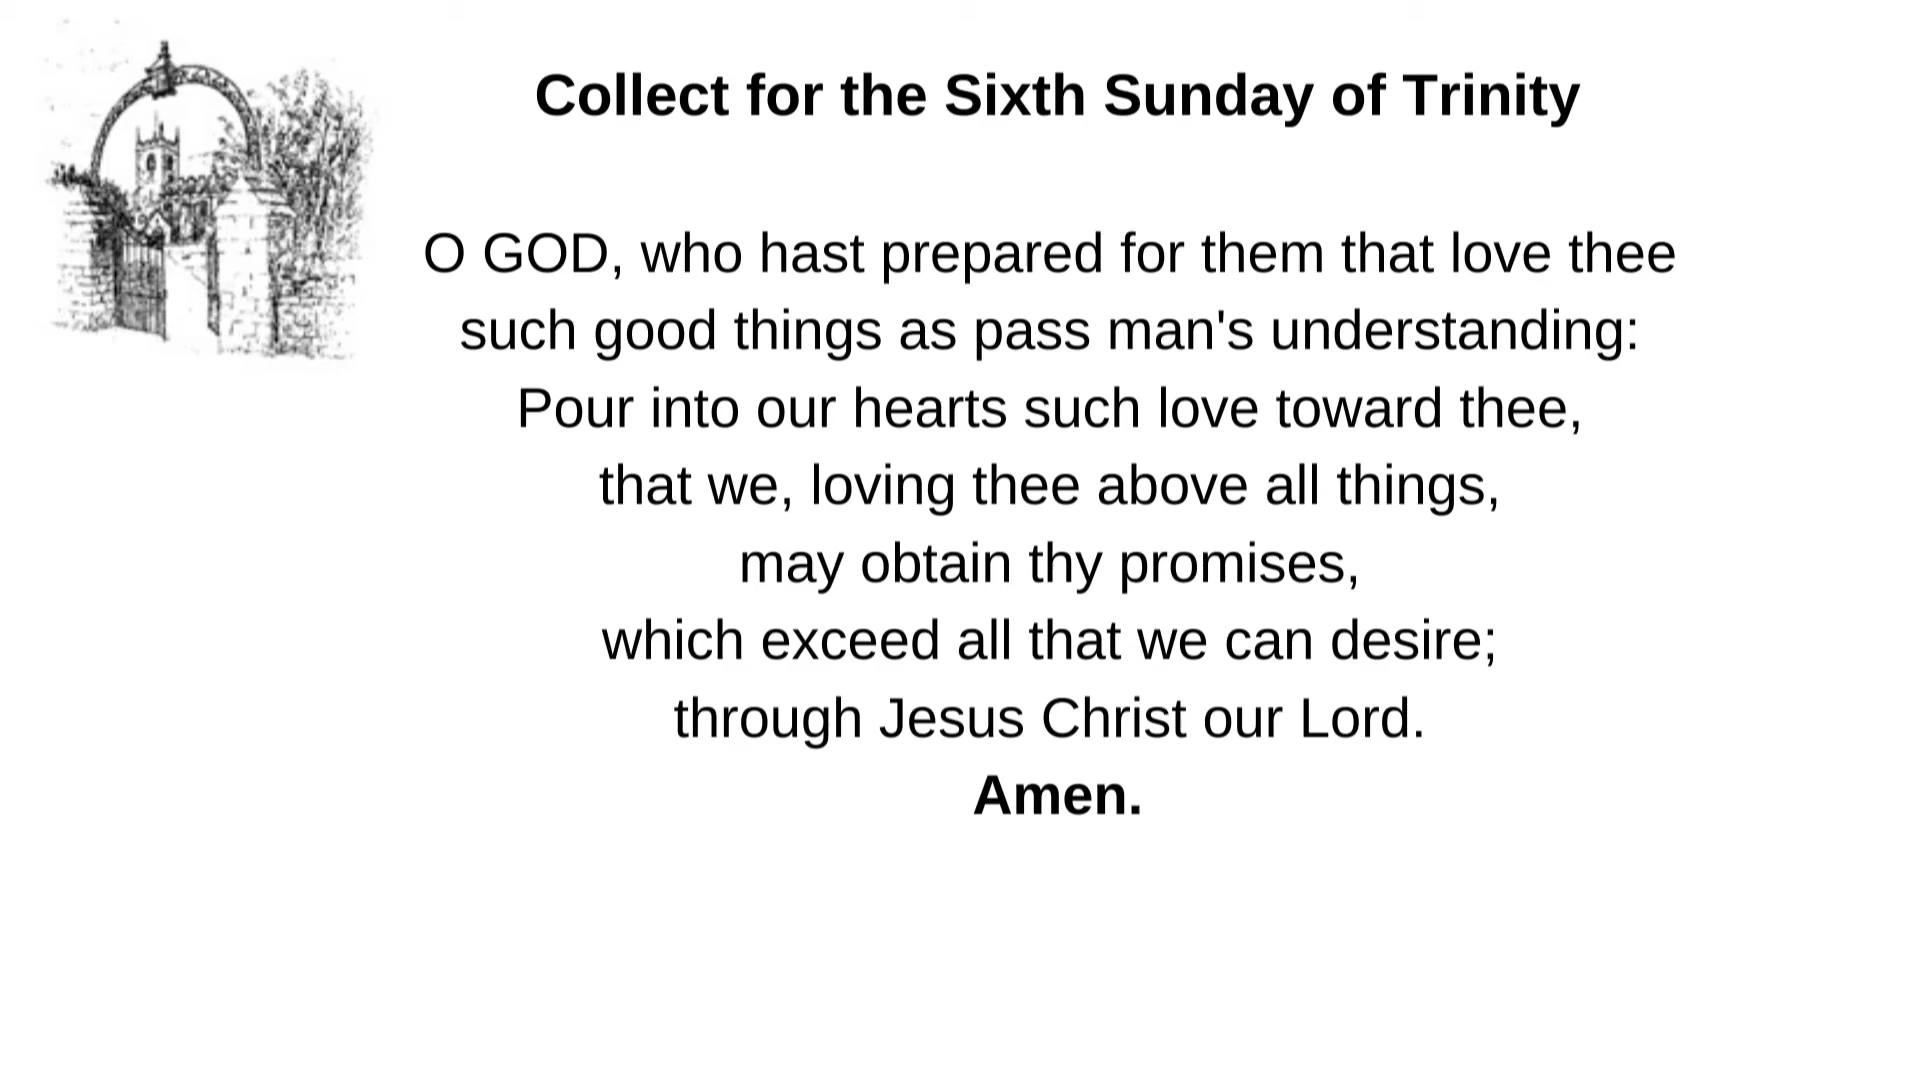 Collect for the Sixth Sunday of Trinity
O GOD, who hast prepared for them that love thee
such good things as pass man's understanding:
Pour into our hearts such love toward thee,
that we, loving thee above all things,
may obtain thy promises,
which exceed all that we can desire;
through Jesus Christ our Lord.
Amen.